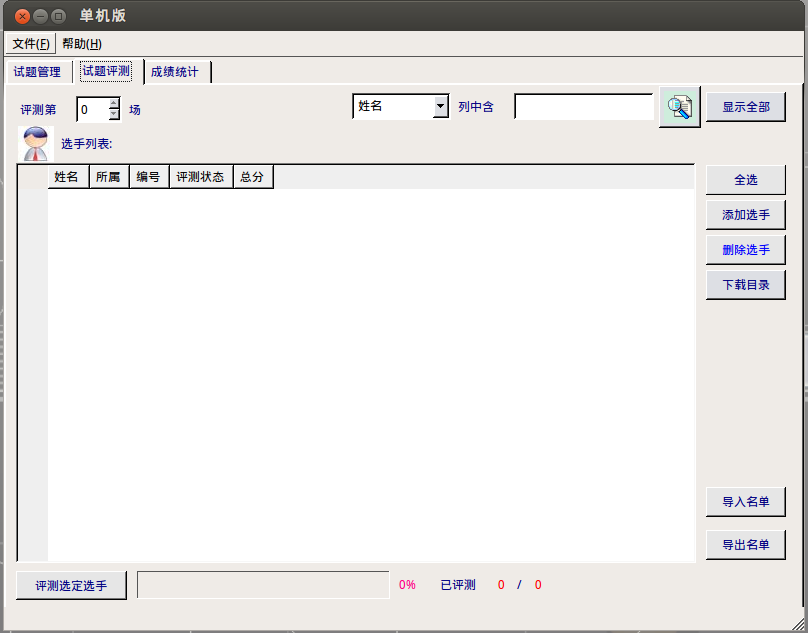 单机版
文件(F) 帮助(H)
试题管理 试题评测 成绩统计
评测第 0 场 姓名 列中含 显示全部
选手列表:
姓名 所属 编号 评测状态 总分
全选
添加选手
删除选手
下载目录
导入名单
导出名单
评测选定选手 0% 已评测 0 / 0